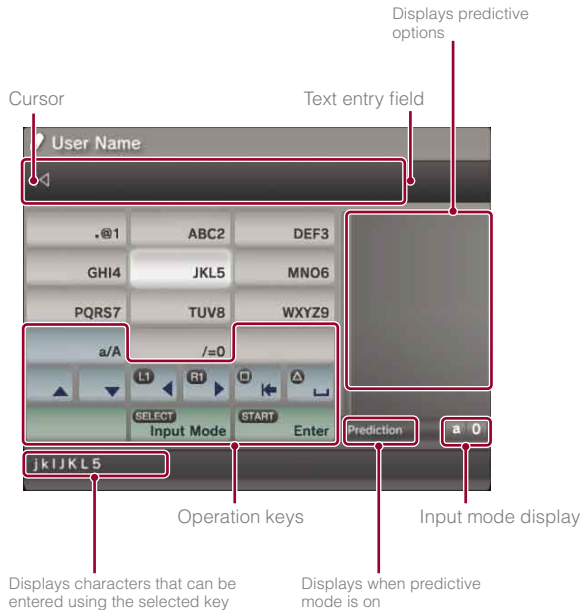 Displays predictive
options
Cursor
Text entry field
User Name
.@1
ABC2
DEF3
GHI4
JKL5
MNO6
PQRS7
TUV8
WXYZ9
a/A
/=0
L1
R1
SELECT
Input Mode
START
Enter
Prediction
a 0
jklJKL5
Operation keys
Input mode display
Displays characters that can be
entered using the selected key
Displays when predictive
mode is on